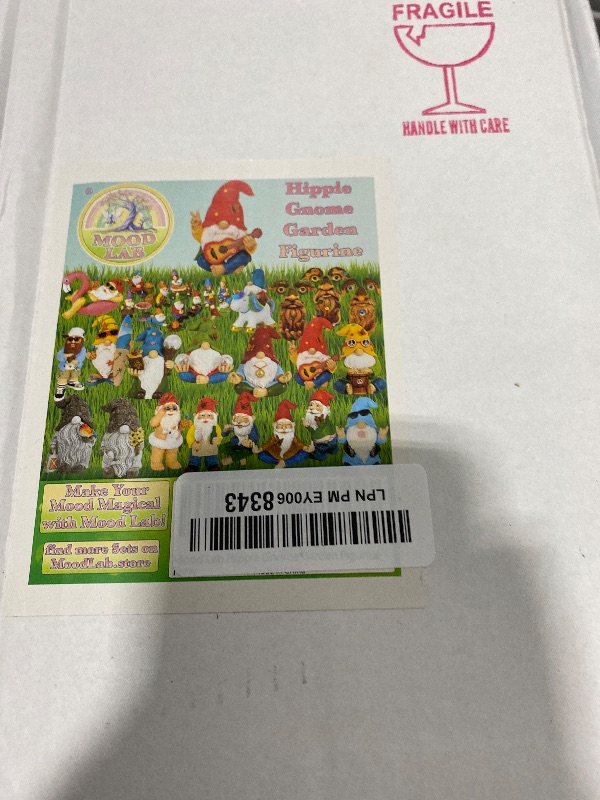 FRAGILE
HANDLE WITH CARE
MOOD
LAB
Hippie
Gnome
Garden
Figurine
Make Your
Mood Magical
with Mood Lab!
find more Sets on
MoodLab.store
LPN PM EY006 8343